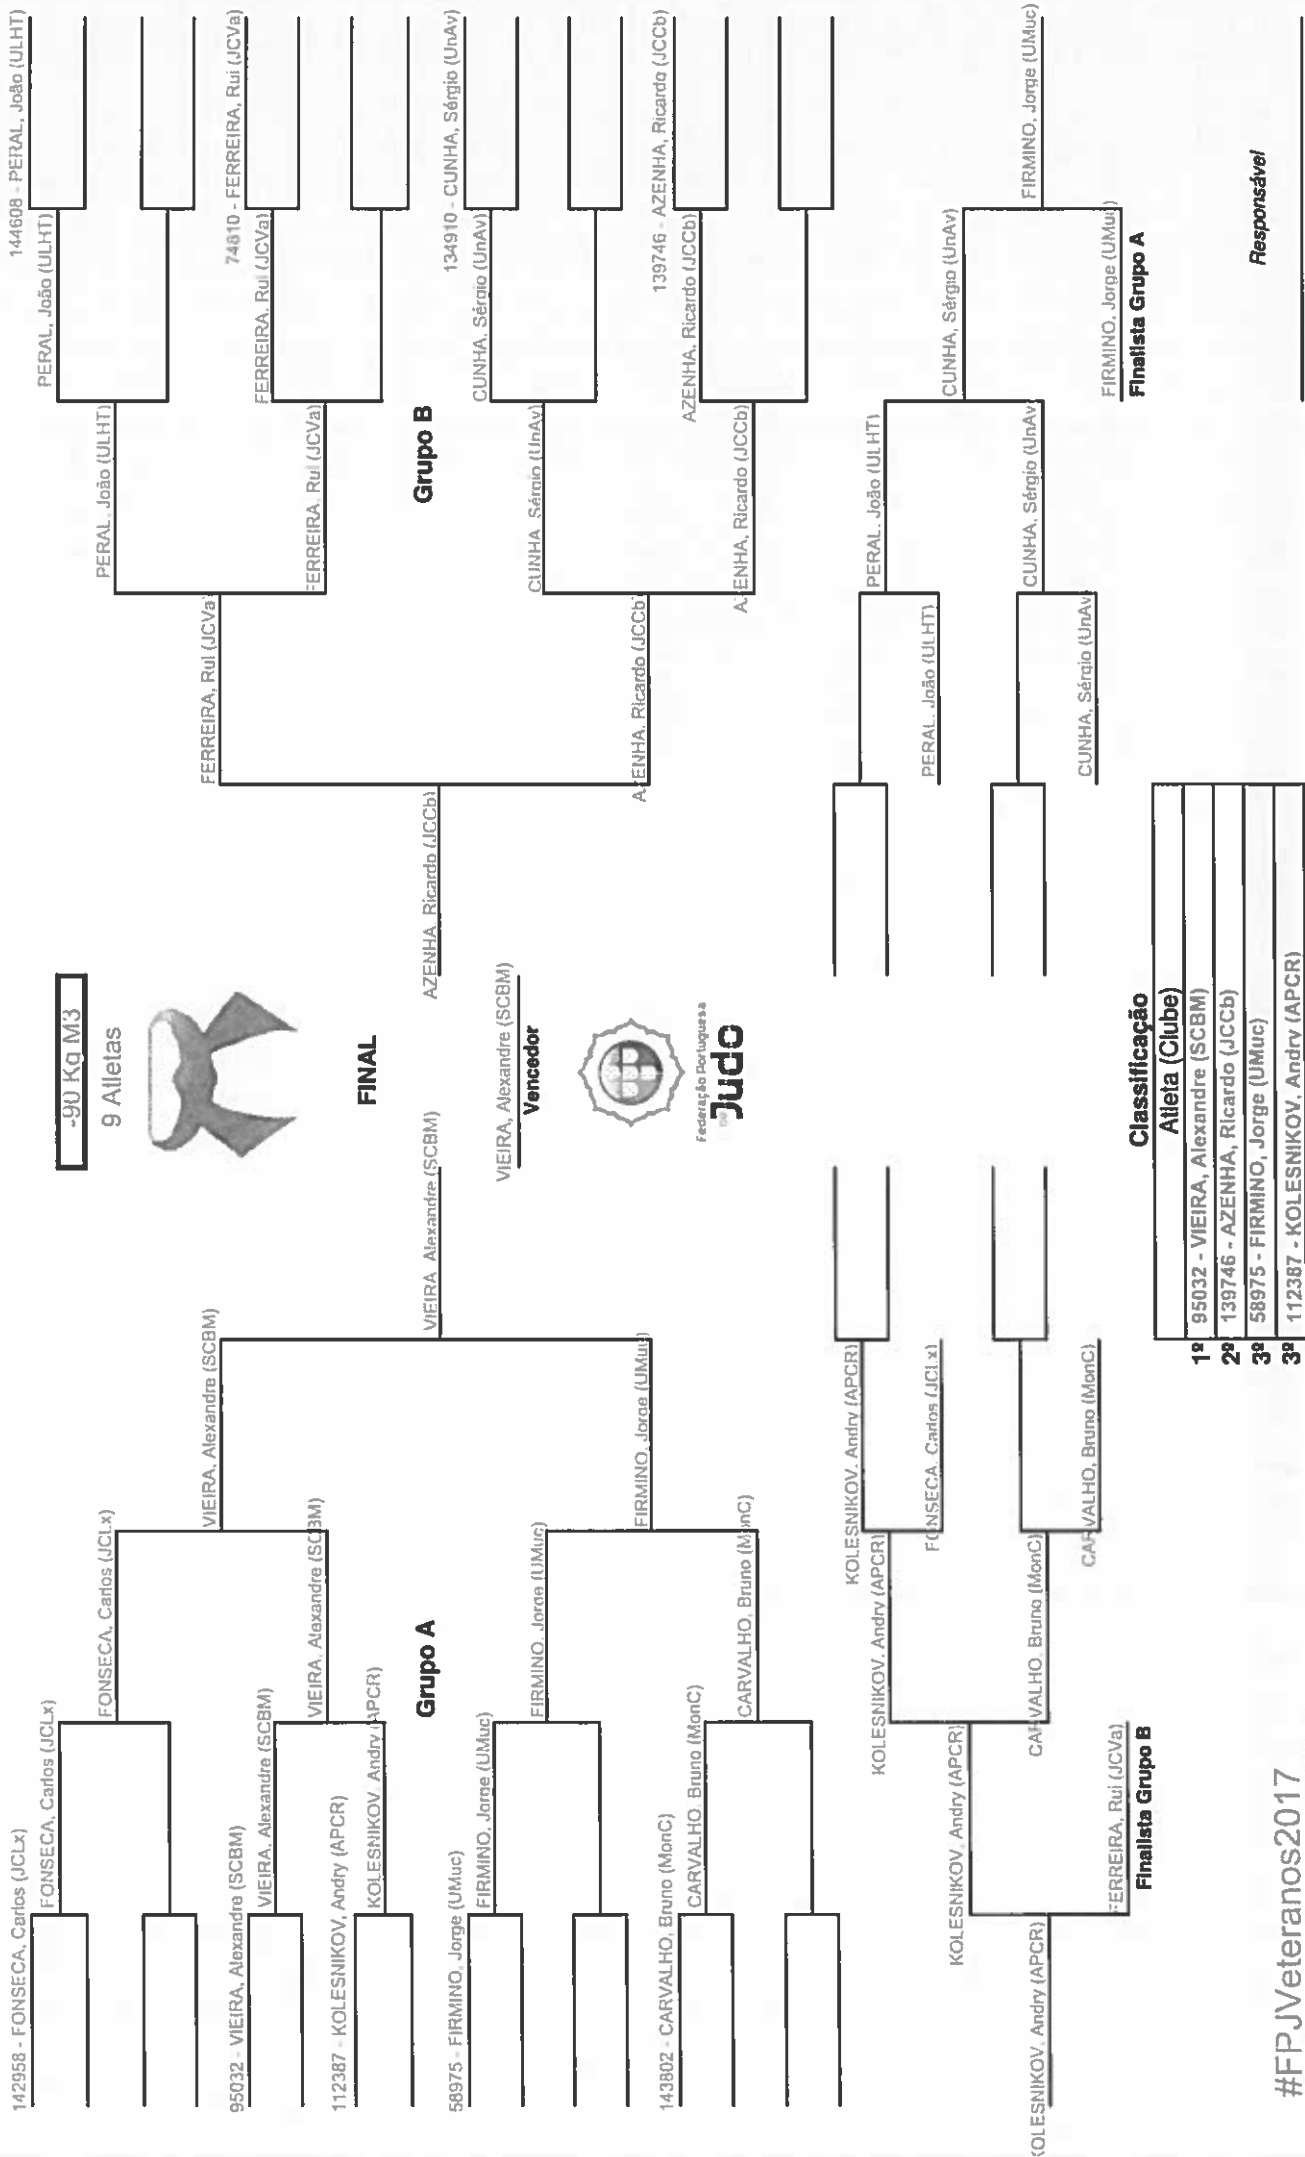 -90 Kg M3
9 Atletas
FINAL
142958 - FONSECA, Carlos (JCLx)
FONSECA, Carlos (JCLx)
FONSECA, Carlos (JCLx)
95032 - VIEIRA, Alexandre (SCBM)
VIEIRA, Alexandre (SCBM)
VIEIRA, Alexandre (SCBM)
VIEIRA, Alexandre (SCBM)
112387 - KOLESNIKOV, Andry (APCR)
KOLESNIKOV, Andry (APCR)
Grupo A
58975 - FIRMINO, Jorge (UMuc)
FIRMINO, Jorge (UMuc)
FIRMINO, Jorge (UMuc)
FIRMINO, Jorge (UMuc)
143802 - CARVALHO, Bruno (MonC)
CARVALHO, Bruno (MonC)
CARVALHO, Bruno (MonC)
VIEIRA Alexandre (SCBM)
VIEIRA, Alexandre (SCBM)
Vencedor
Federação Portuguesa
de
Judo
AZENHA, Ricardo (JCCb)
144608 - PERAL, João (ULHT)
PERAL, João (ULHT)
PERAL, João (ULHT)
74810 - FERREIRA, Rui (JCVa)
FERREIRA, Rui (JCVa)
FERREIRA, Rui (JCVa)
FERREIRA, Rui (JCVa)
Grupo B
134910 - CUNHA, Sérgio (UnAv)
CUNHA, Sérgio (UnAv)
CUNHA, Sérgio (UnAv)
139746 - AZENHA, Ricardo (JCCb)
AZENHA, Ricardo (JCCb)
AZENHA, Ricardo (JCCb)
AZENHA, Ricardo (JCCb)
KOLESNIKOV, Andry (APCR)
FONSECA, Carlos (JCLx)
KOLESNIKOV, Andry (APCR)
CARVALHO, Bruno (MonC)
CARVALHO, Bruno (MonC)
KOLESNIKOV, Andry (APCR)
FERREIRA, Rui (JCVa)
Finalista Grupo B
KOLESNIKOV, Andry (APCR)
PERAL, João (ULHT)
PERAL, João (ULHT)
CUNHA, Sérgio (UnAv)
CUNHA, Sérgio (UnAv)
CUNHA, Sérgio (UnAv)
FIRMINO, Jorge (UMuc)
Finalista Grupo A
FIRMINO, Jorge (UMuc)
Classificação
Atleta (Clube)
1º 95032 - VIEIRA, Alexandre (SCBM)
2º 139746 - AZENHA, Ricardo (JCCb)
3º 58975 - FIRMINO, Jorge (UMuc)
3º 112387 - KOLESNIKOV, Andry (APCR)
Responsável
#FPJVeteranos2017